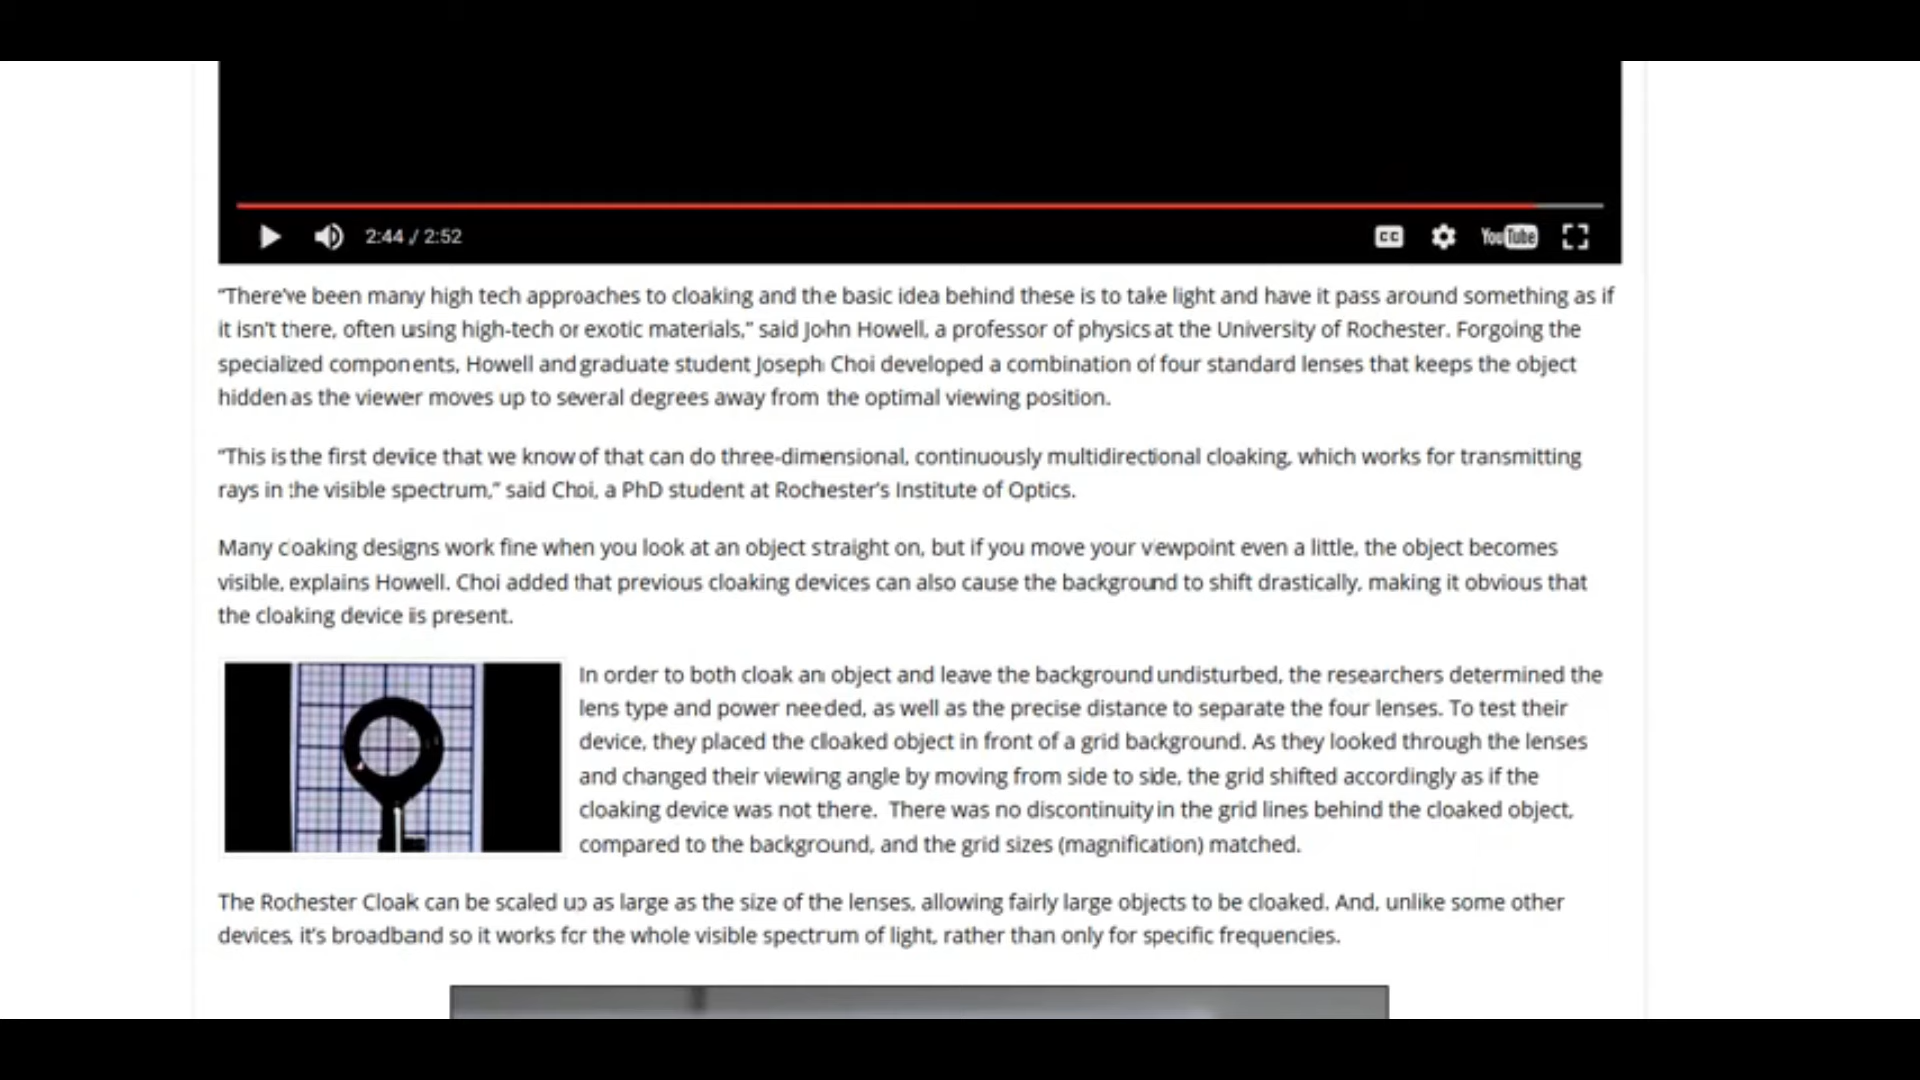 2:44 / 2:52
CC
YouTube
“There've been many high tech approaches to cloaking and the basic idea behind these is to take light and have it pass around something as if
it isn't there, often using high-tech or exotic materials,” said John Howell, a professor of physics at the University of Rochester. Forgoing the
specialized components, Howell and graduate student Joseph Choi developed a combination of four standard lenses that keeps the object
hidden as the viewer moves up to several degrees away from the optimal viewing position.
“This is the first device that we know of that can do three-dimensional, continuously multidirectional cloaking, which works for transmitting
rays in the visible spectrum,” said Choi, a PhD student at Rochester's Institute of Optics.
Many cloaking designs work fine when you look at an object straight on, but if you move your viewpoint even a little, the object becomes
visible, explains Howell. Choi added that previous cloaking devices can also cause the background to shift drastically, making it obvious that
the cloaking device is present.
In order to both cloak an object and leave the background undisturbed, the researchers determined the
lens type and power needed, as well as the precise distance to separate the four lenses. To test their
device, they placed the cloaked object in front of a grid background. As they looked through the lenses
and changed their viewing angle by moving from side to side, the grid shifted accordingly as if the
cloaking device was not there. There was no discontinuity in the grid lines behind the cloaked object,
compared to the background, and the grid sizes (magnification) matched.
The Rochester Cloak can be scaled up as large as the size of the lenses, allowing fairly large objects to be cloaked. And, unlike some other
devices, it's broadband so it works for the whole visible spectrum of light, rather than only for specific frequencies.